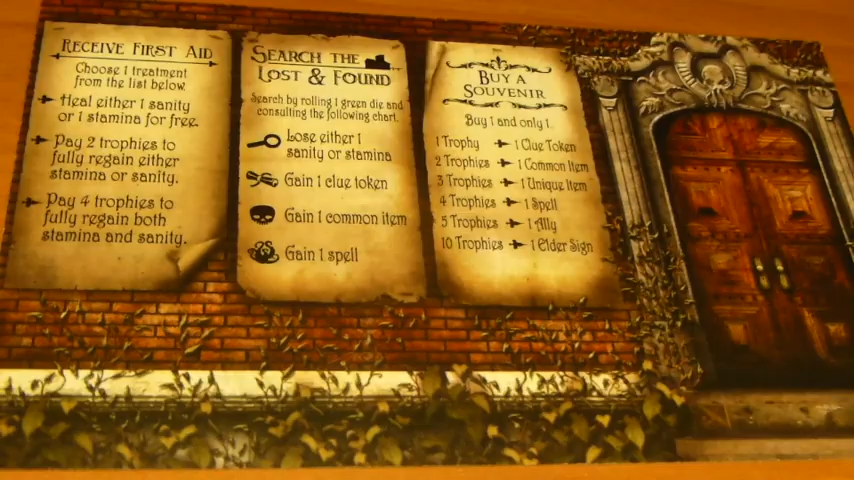 RECEIVE FIRST AID
Choose 1 treatment
from the list below.
Heal either 1 sanity
or 1 stamina for free.
Pay 2 trophies to
fully regain either
stamina or sanity.
Pay 4 trophies to
fully regain both
stamina and sanity.
SEARCH THE
LOST & FOUND
Search by rolling 1 green die and
consulting the following chart.
Lose either 1
sanity or stamina
Gain 1 clue token
Gain 1 common item
Gain 1 spell
BUY A
SOUVENIR
Buy 1 and only 1.
1 Trophy 1 Clue Token
2 Trophies 1 Common Item
3 Trophies 1 Unique Item
4 Trophies 1 Spell
5 Trophies 1 Ally
10 Trophies 1 Elder Sign